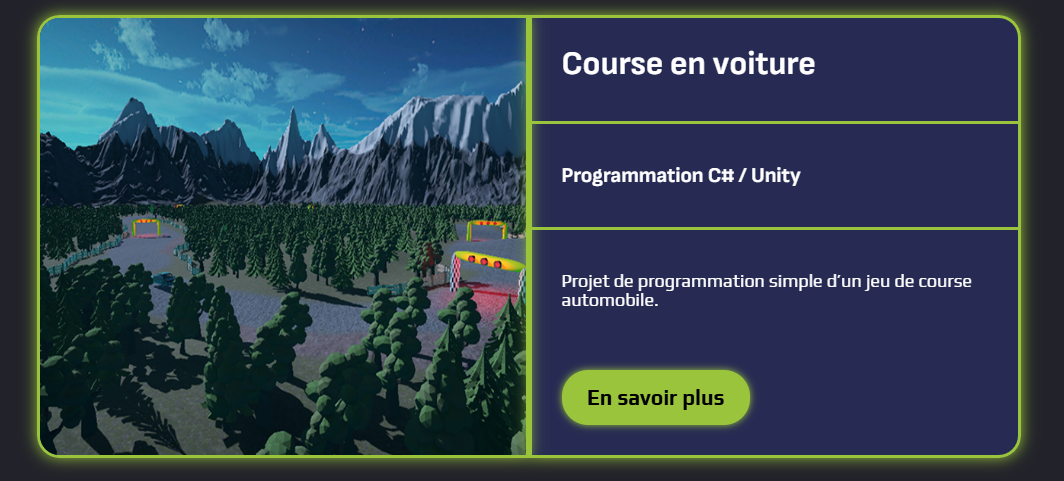 Course en voiture
Programmation C# / Unity
Projet de programmation simple d’un jeu de course
automobile.
En savoir plus